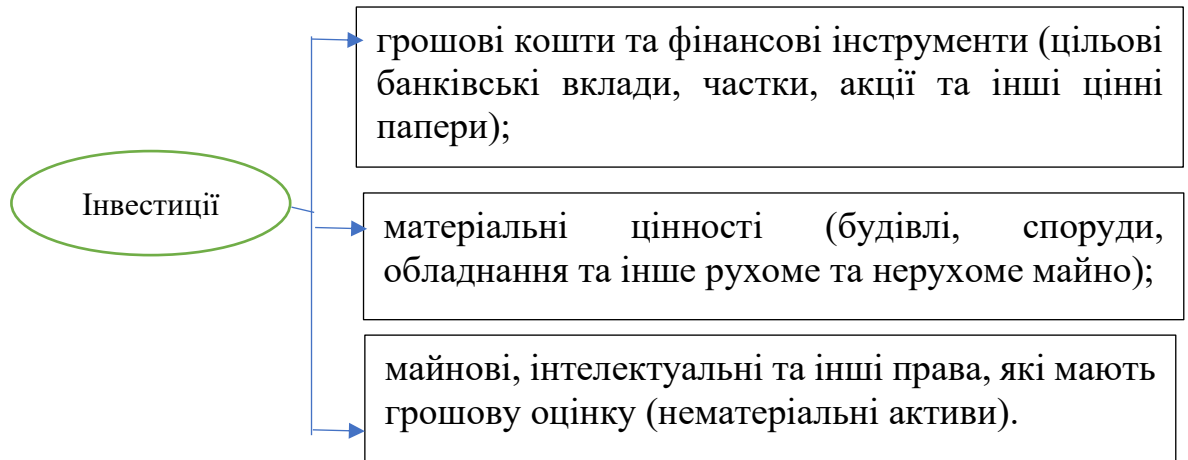 грошові кошти та фінансові інструменти (цільові
банківські вклади, частки, акції та інші цінні
папери);
Інвестиції
матеріальні цінності (будівлі, споруди,
обладнання та інше рухоме та нерухоме майно);
майнові, інтелектуальні та інші права, які мають
грошову оцінку (нематеріальні активи).